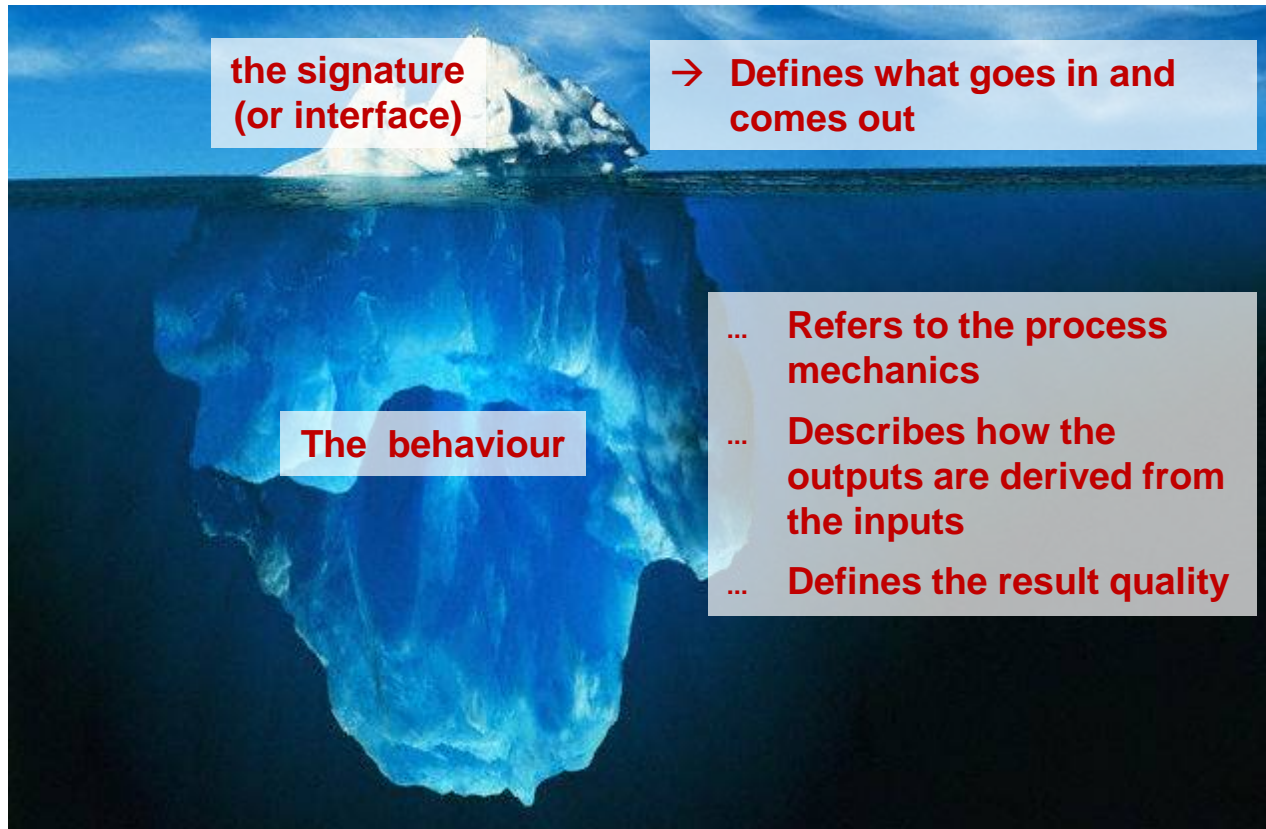 the signature
(or interface)
→ Defines what goes in and
comes out
The behaviour
... Refers to the process
mechanics
... Describes how the
outputs are derived from
the inputs
... Defines the result quality